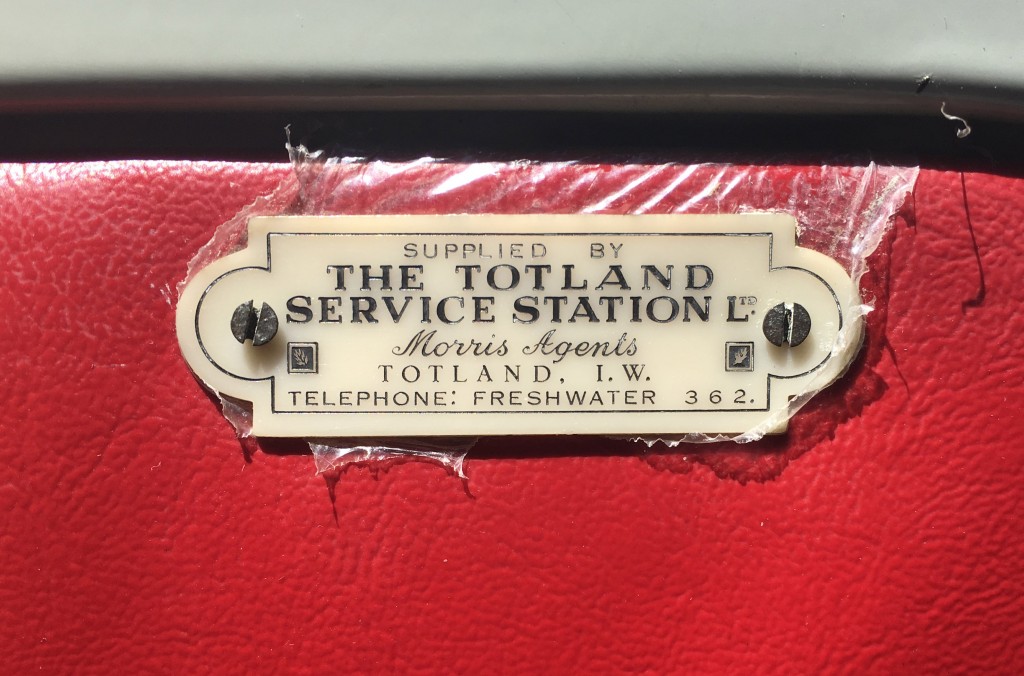 SUPPLIED BY
THE TOTLAND
SERVICE STATION LTD.
Morris Agents
TOTLAND, I.W.
TELEPHONE: FRESHWATER 362.